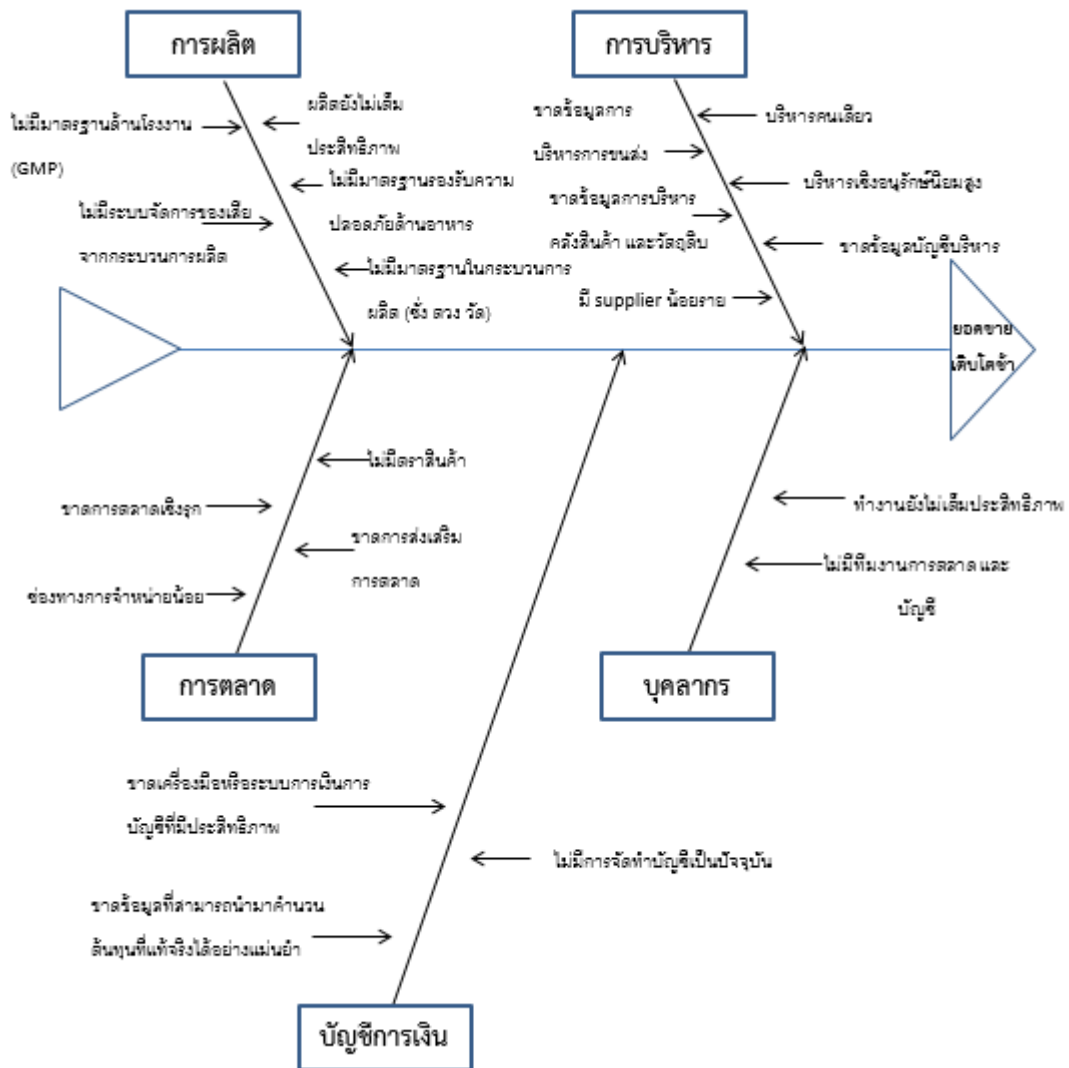 การผลิต
การบริหาร
ไม่มีมาตรฐานด้านโรงงาน
(GMP)
ผลิตยังไม่เต็ม
ประสิทธิภาพ
ไม่มีมาตรฐานรองรับความ
ปลอดภัยด้านอาหาร
ไม่มีระบบจัดการของเสีย
จากกระบวนการผลิต
ไม่มีมาตรฐานในกระบวนการ
ผลิต (ชั่ง ตวง วัด)
ขาดข้อมูลการ
บริหารการขนส่ง
ขาดข้อมูลการบริหาร
คลังสินค้า และวัตถุดิบ
มี supplier น้อยราย
บริหารคนเดียว
บริหารเชิงอนุรักษ์นิยมสูง
ขาดข้อมูลบัญชีบริหาร
ยอดขาย
เติบโตช้า
ไม่มีตราสินค้า
ขาดการตลาดเชิงรุก
ขาดการส่งเสริม
การตลาด
ช่องทางการจำหน่ายน้อย
การตลาด
ทำงานยังไม่เต็มประสิทธิภาพ
ไม่มีทีมงานการตลาด และ
บัญชี
บุคลากร
ขาดเครื่องมือหรือระบบการเงินการ
บัญชีที่มีประสิทธิภาพ
ไม่มีการจัดทำบัญชีเป็นปัจจุบัน
ขาดข้อมูลที่สามารถนำมาคำนวน
ต้นทุนที่แท้จริงได้อย่างแม่นยำ
บัญชีการเงิน